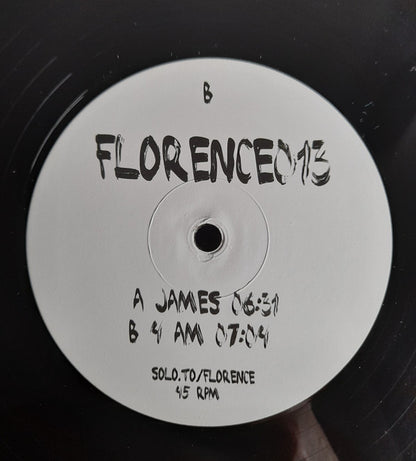 B
FLORENCE013
A JAMES 06:31
B 4 AM 07:04
SOLO.TO/FLORENCE
45 RPM